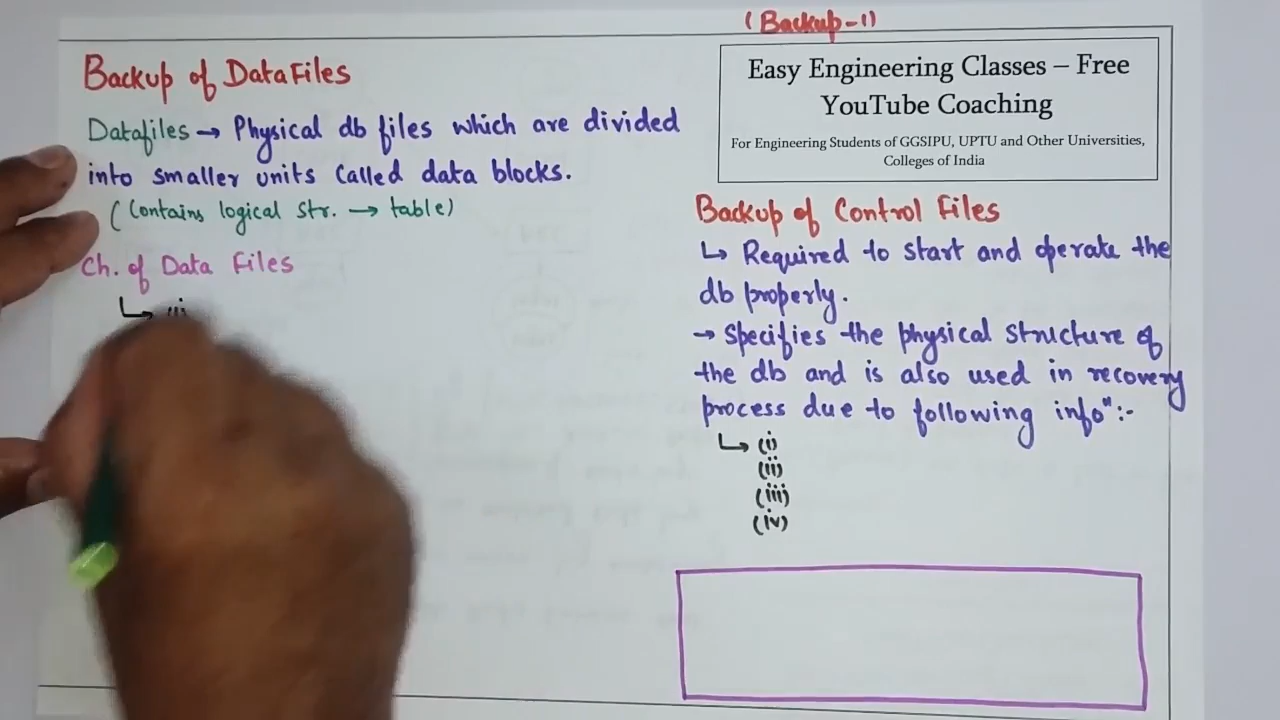 (Backup-1)
Backup of DataFiles
Datafiles → Physical db files which are divided
into smaller units called data blocks.
(Contains logical str. → table)
Ch. of Data Files
↳ (i)
Easy Engineering Classes – Free
YouTube Coaching
For Engineering Students of GGSIPU, UPTU and Other Universities,
Colleges of India
Backup of Control Files
↳ Required to start and operate the
db properly.
→ Specifies the physical structure of
the db and is also used in recovery
process due to following infoⁿ:-
↳ (i)
(ii)
(iii)
(iv)